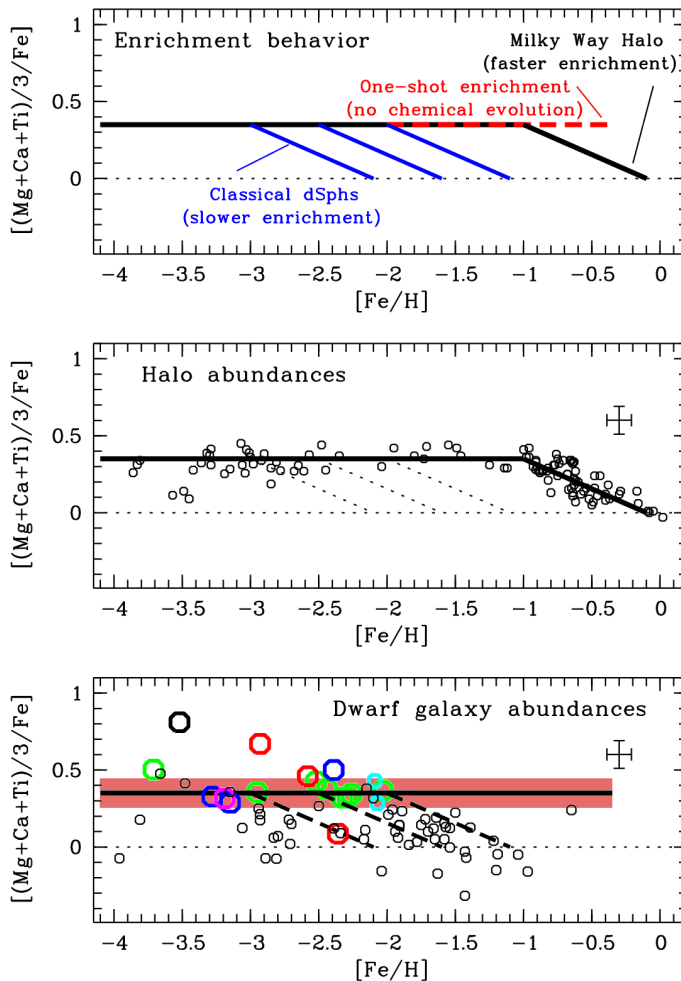 Enrichment behavior
Milky Way Halo
(faster enrichment)
One-shot enrichment
(no chemical evolution)
Classical dSphs
(slower enrichment)
[(Mg+Ca+Ti)/3/Fe]
1
0.5
0
-4 -3.5 -3 -2.5 -2 -1.5 -1 -0.5 0
[Fe/H]
Halo abundances
[(Mg+Ca+Ti)/3/Fe]
1
0.5
0
-4 -3.5 -3 -2.5 -2 -1.5 -1 -0.5 0
[Fe/H]
Dwarf galaxy abundances
[(Mg+Ca+Ti)/3/Fe]
1
0.5
0
-4 -3.5 -3 -2.5 -2 -1.5 -1 -0.5 0
[Fe/H]